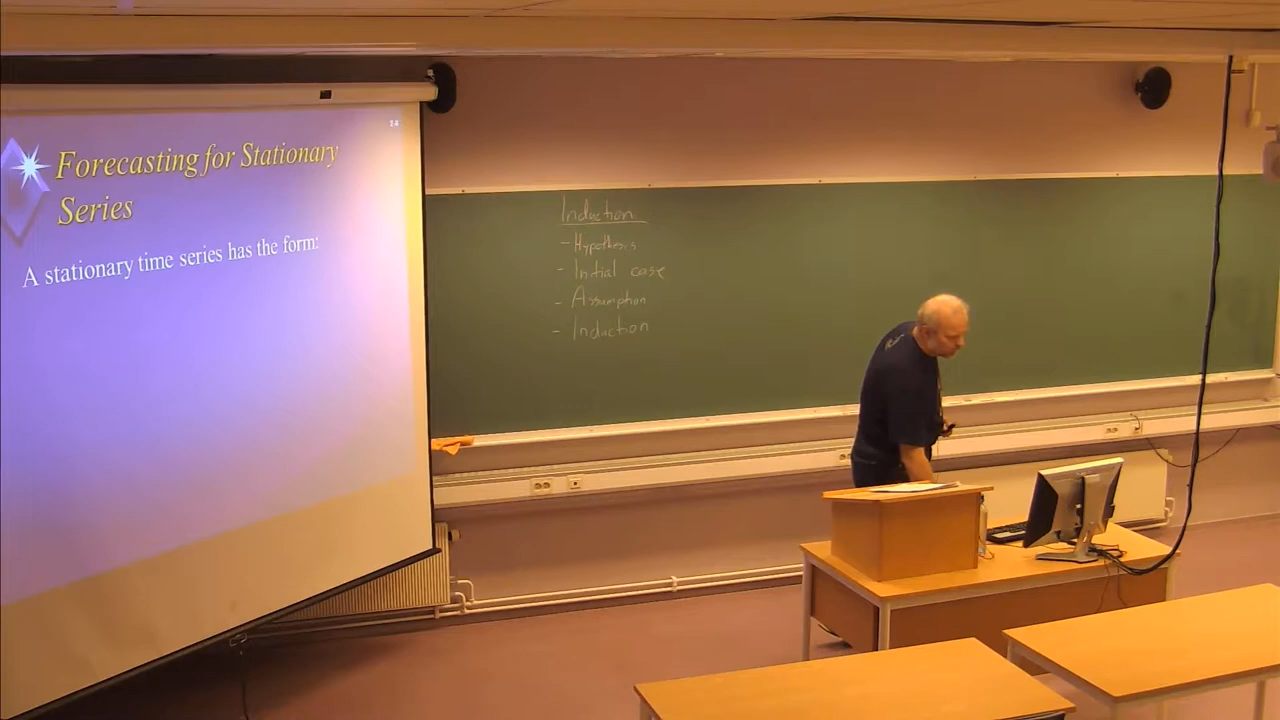 14
Forecasting for Stationary
Series
A stationary time series has the form:
Induction
- Hypothesis
- Initial case
- Assumption
- Induction